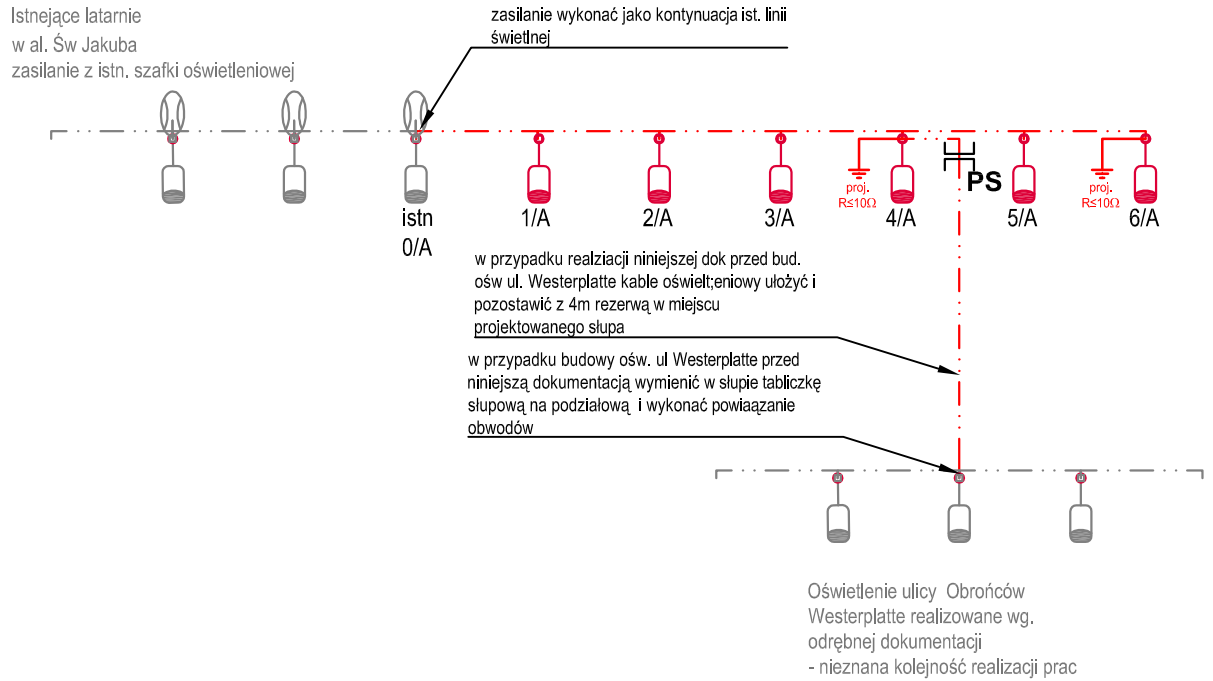 Istnejące latarnie
w al. Św Jakuba
zasilanie z istn. szafki oświetleniowej
zasilanie wykonać jako kontynuacja ist. linii
świetlnej
istn
0/A
1/A
2/A
3/A
proj.
R≤10Ω
4/A
PS
5/A
proj.
R≤10Ω
6/A
w przypadku realziacji niniejszej dok przed bud.
ośw ul. Westerplatte kable oświelt;eniowy ułożyć i
pozostawić z 4m rezerwą w miejscu
projektowanego słupa
w przypadku budowy ośw. ul Westerplatte przed
niniejszą dokumentacją wymienić w słupie tabliczkę
słupową na podziałową i wykonać powiaązanie
obwodów
Oświetlenie ulicy Obrońców
Westerplatte realizowane wg.
odrębnej dokumentacji
- nieznana kolejność realizacji prac